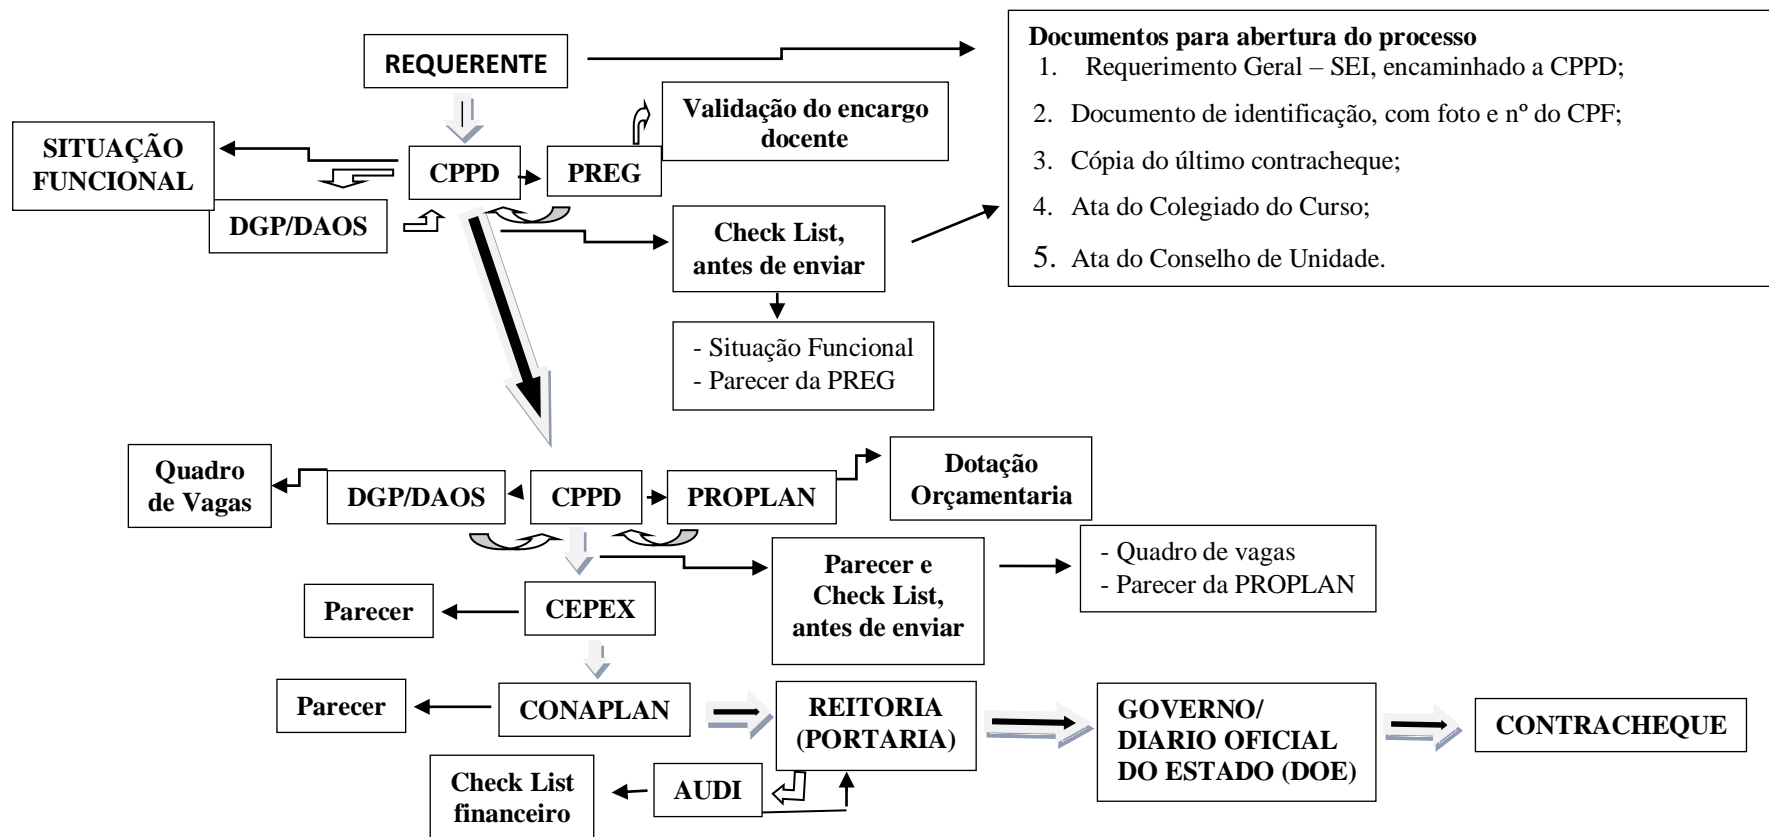 REQUERENTE
Documentos para abertura do processo
1. Requerimento Geral – SEI, encaminhado a CPPD;
2. Documento de identificação, com foto e nº do CPF;
3. Cópia do último contracheque;
4. Ata do Colegiado do Curso;
5. Ata do Conselho de Unidade.
Validação do encargo
docente
SITUAÇÃO
FUNCIONAL
CPPD
PREG
DGP/DAOS
Check List,
antes de enviar
- Situação Funcional
- Parecer da PREG
Quadro
de Vagas
DGP/DAOS
CPPD
PROPLAN
Dotação
Orçamentaria
- Quadro de vagas
- Parecer da PROPLAN
Parecer e
Check List,
antes de enviar
Parecer
CEPEX
Parecer
CONAPLAN
REITORIA
(PORTARIA)
GOVERNO/
DIARIO OFICIAL
DO ESTADO (DOE)
CONTRACHEQUE
Check List
financeiro
AUDI